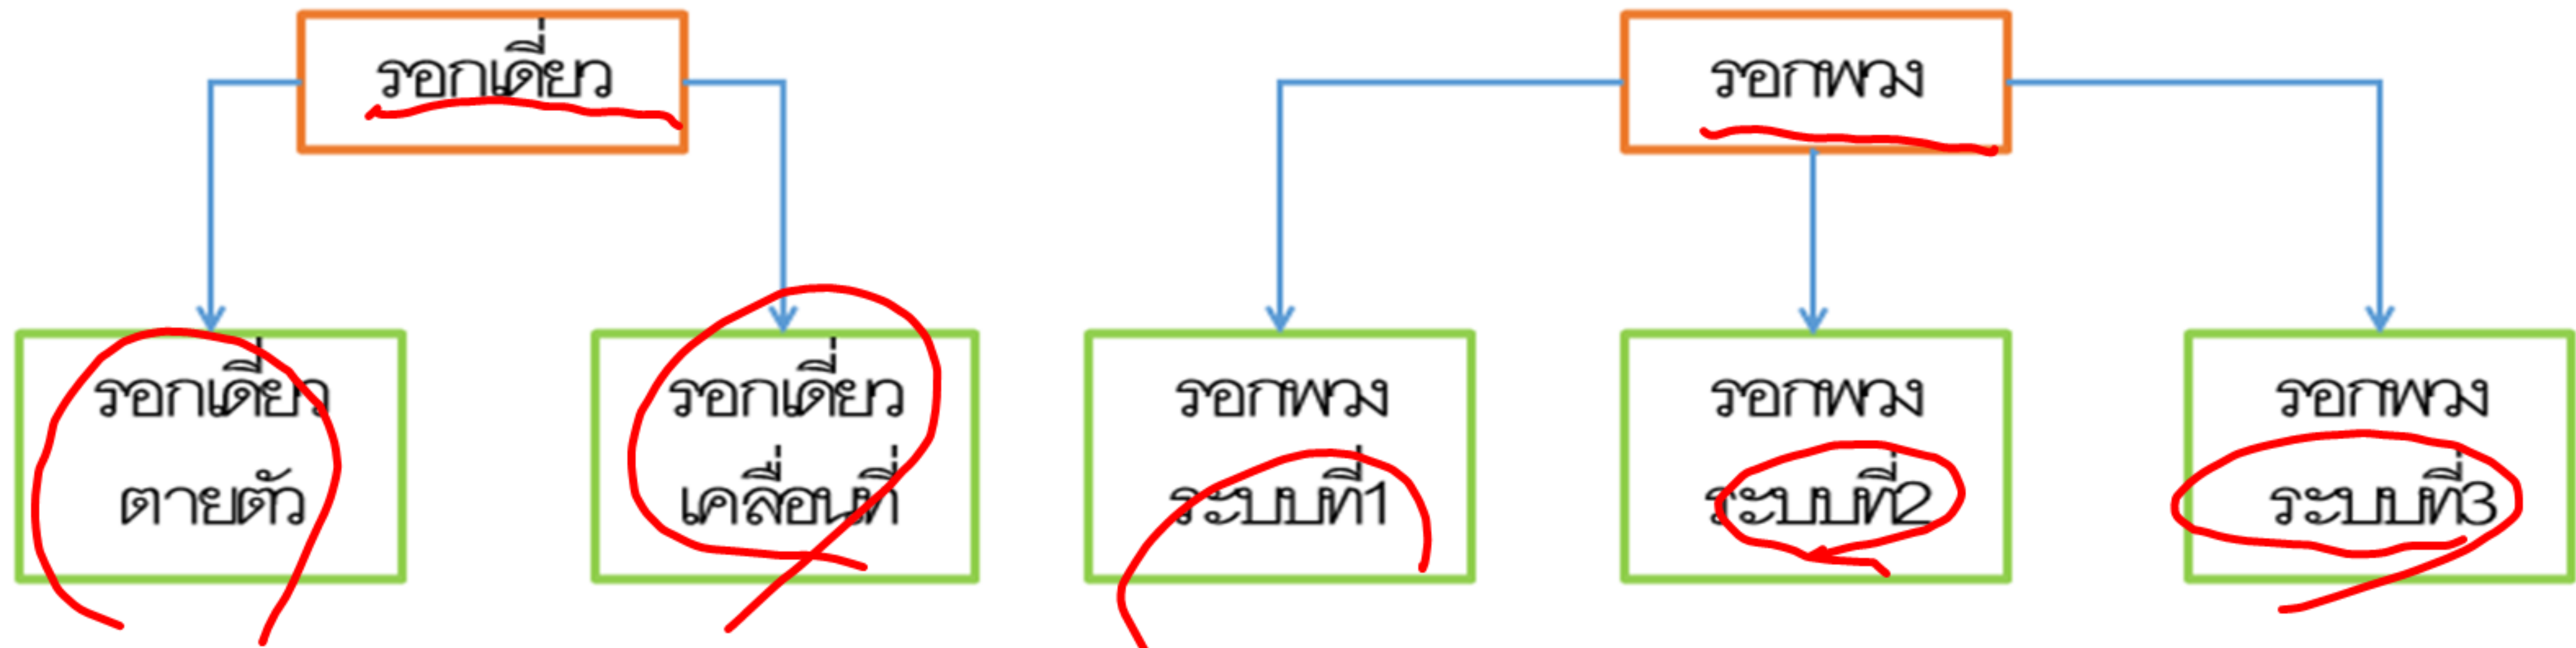 รอกเดี่ยว
รอกพวง
รอกเดี่ยว
ตายตัว
รอกเดี่ยว
เคลื่อนที่
รอกพวง
ระบบที่1
รอกพวง
ระบบที่2
รอกพวง
ระบบที่3